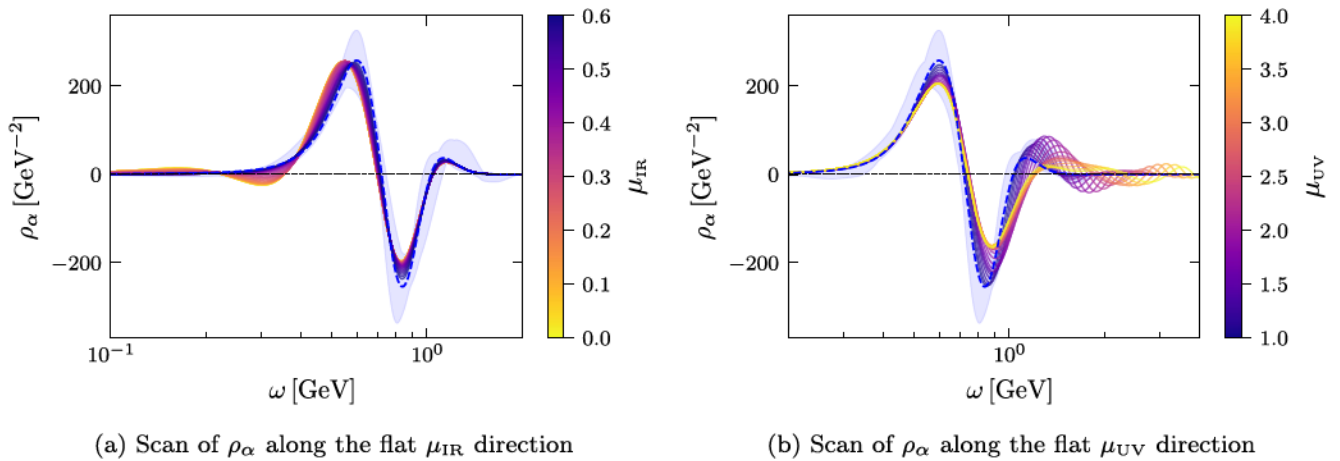 ρα [GeV−2]
200
0
−200
10−1
100
ω [GeV]
0.6
0.5
0.4
0.3
0.2
0.1
0.0
μIR
(a) Scan of ρα along the flat μIR direction
ρα [GeV−2]
200
0
−200
100
ω [GeV]
4.0
3.5
3.0
2.5
2.0
1.5
1.0
μUV
(b) Scan of ρα along the flat μUV direction